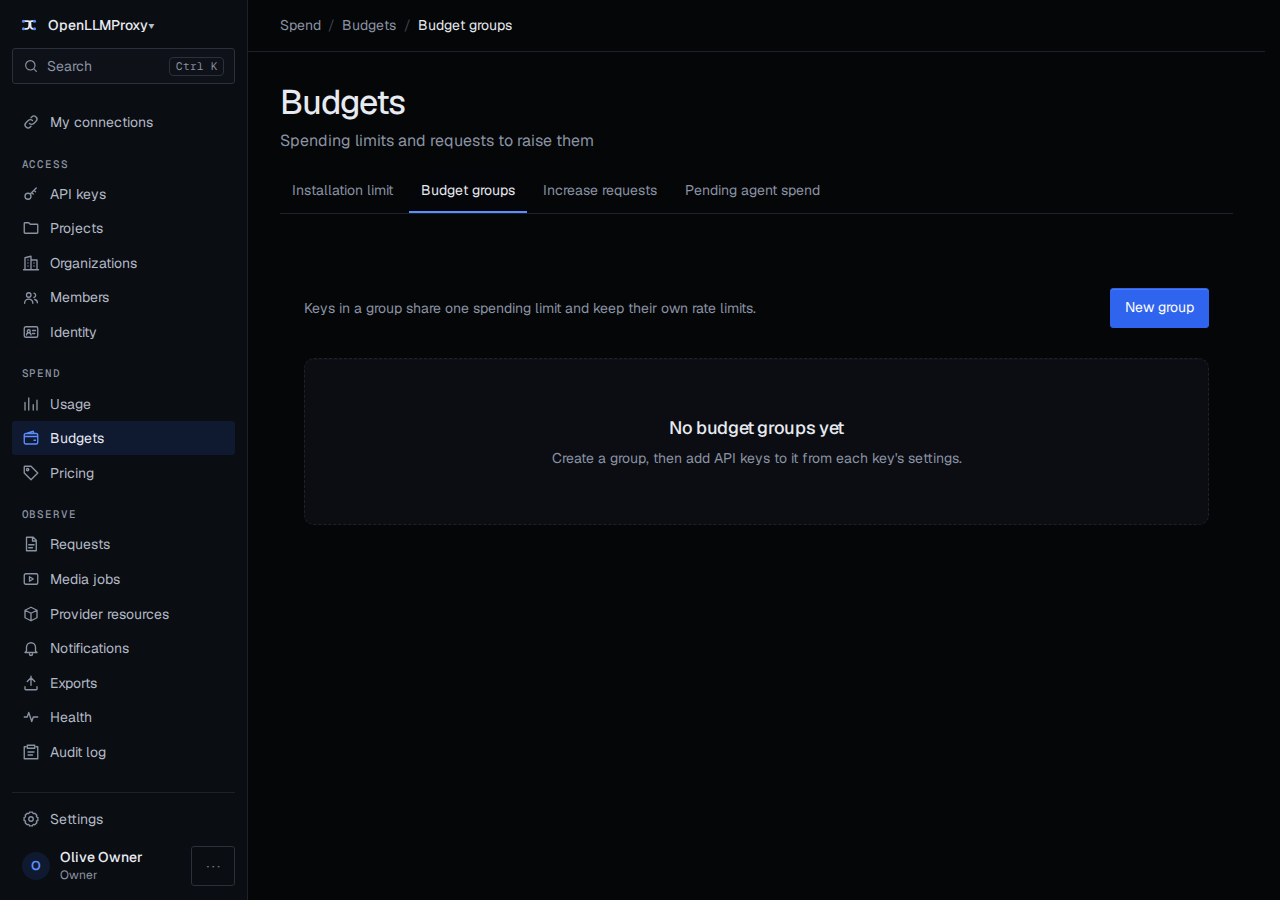 OpenLLMProxy▾
Search Ctrl K
My connections
ACCESS
API keys
Projects
Organizations
Members
Identity
SPEND
Usage
Budgets
Pricing
OBSERVE
Requests
Media jobs
Provider resources
Notifications
Exports
Health
Audit log
Settings
O
Olive Owner
Owner
...
Spend / Budgets / Budget groups
Budgets
Spending limits and requests to raise them
Installation limit Budget groups Increase requests Pending agent spend
Keys in a group share one spending limit and keep their own rate limits.
New group
No budget groups yet
Create a group, then add API keys to it from each key's settings.